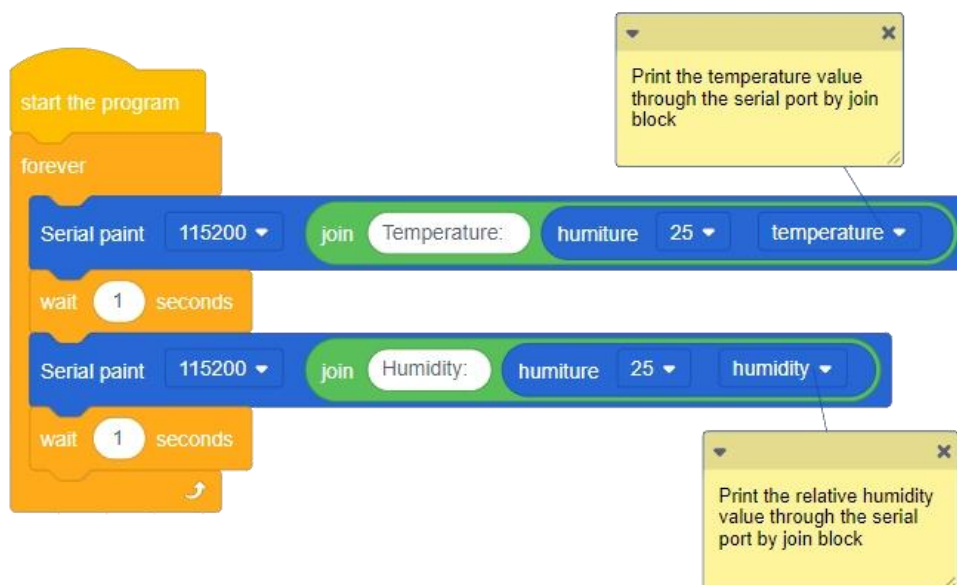 Print the temperature value
through the serial port by join
block
start the program
forever
Serial paint 115200 join Temperature: humiture 25 temperature
wait 1 seconds
Serial paint 115200 join Humidity: humiture 25 humidity
wait 1 seconds
Print the relative humidity
value through the serial
port by join block